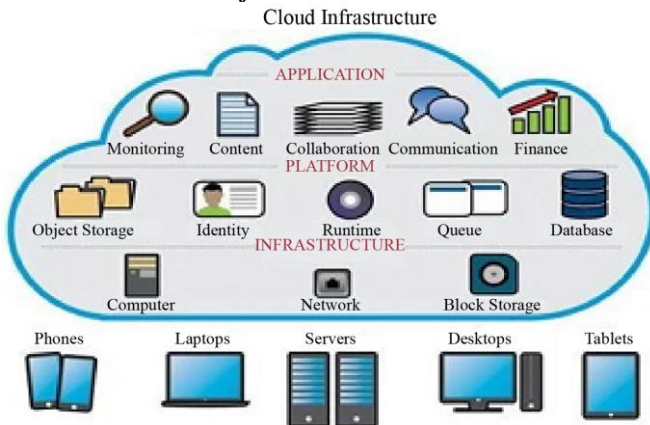 Cloud Infrastructure
APPLICATION
Monitoring Content Collaboration Communication Finance
PLATFORM
Object Storage Identity Runtime Queue Database
INFRASTRUCTURE
Computer Network Block Storage
Phones Laptops Servers Desktops Tablets